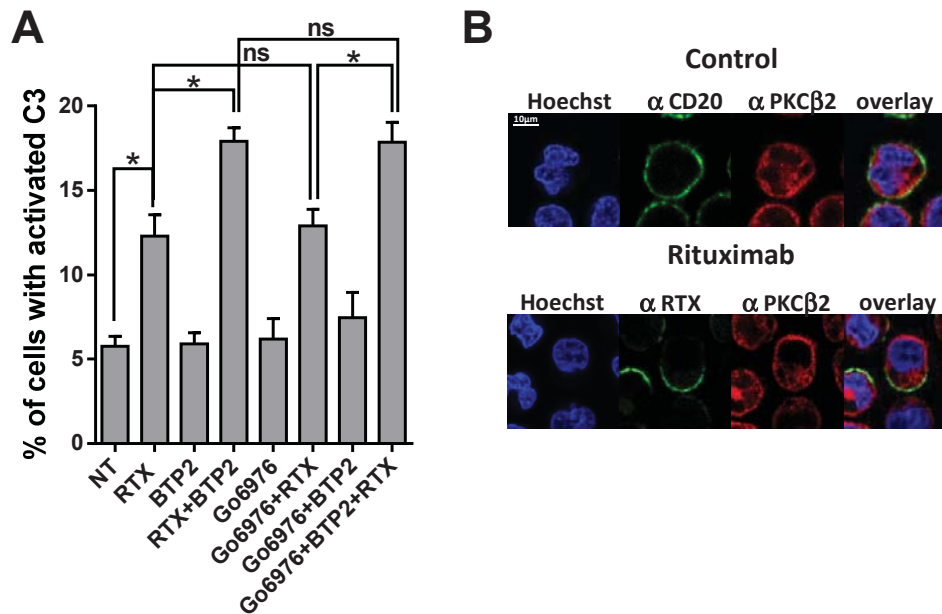 A
ns
ns
*
*
*
% of cells with activated C3
20
15
10
5
0
NT
RTX
BTP2
RTX+BTP2
Go6976
Go6976+RTX
Go6976+BTP2
Go6976+BTP2+RTX
B
Control
Hoechst α CD20 α PKCβ2 overlay
10μm
Rituximab
Hoechst α RTX α PKCβ2 overlay